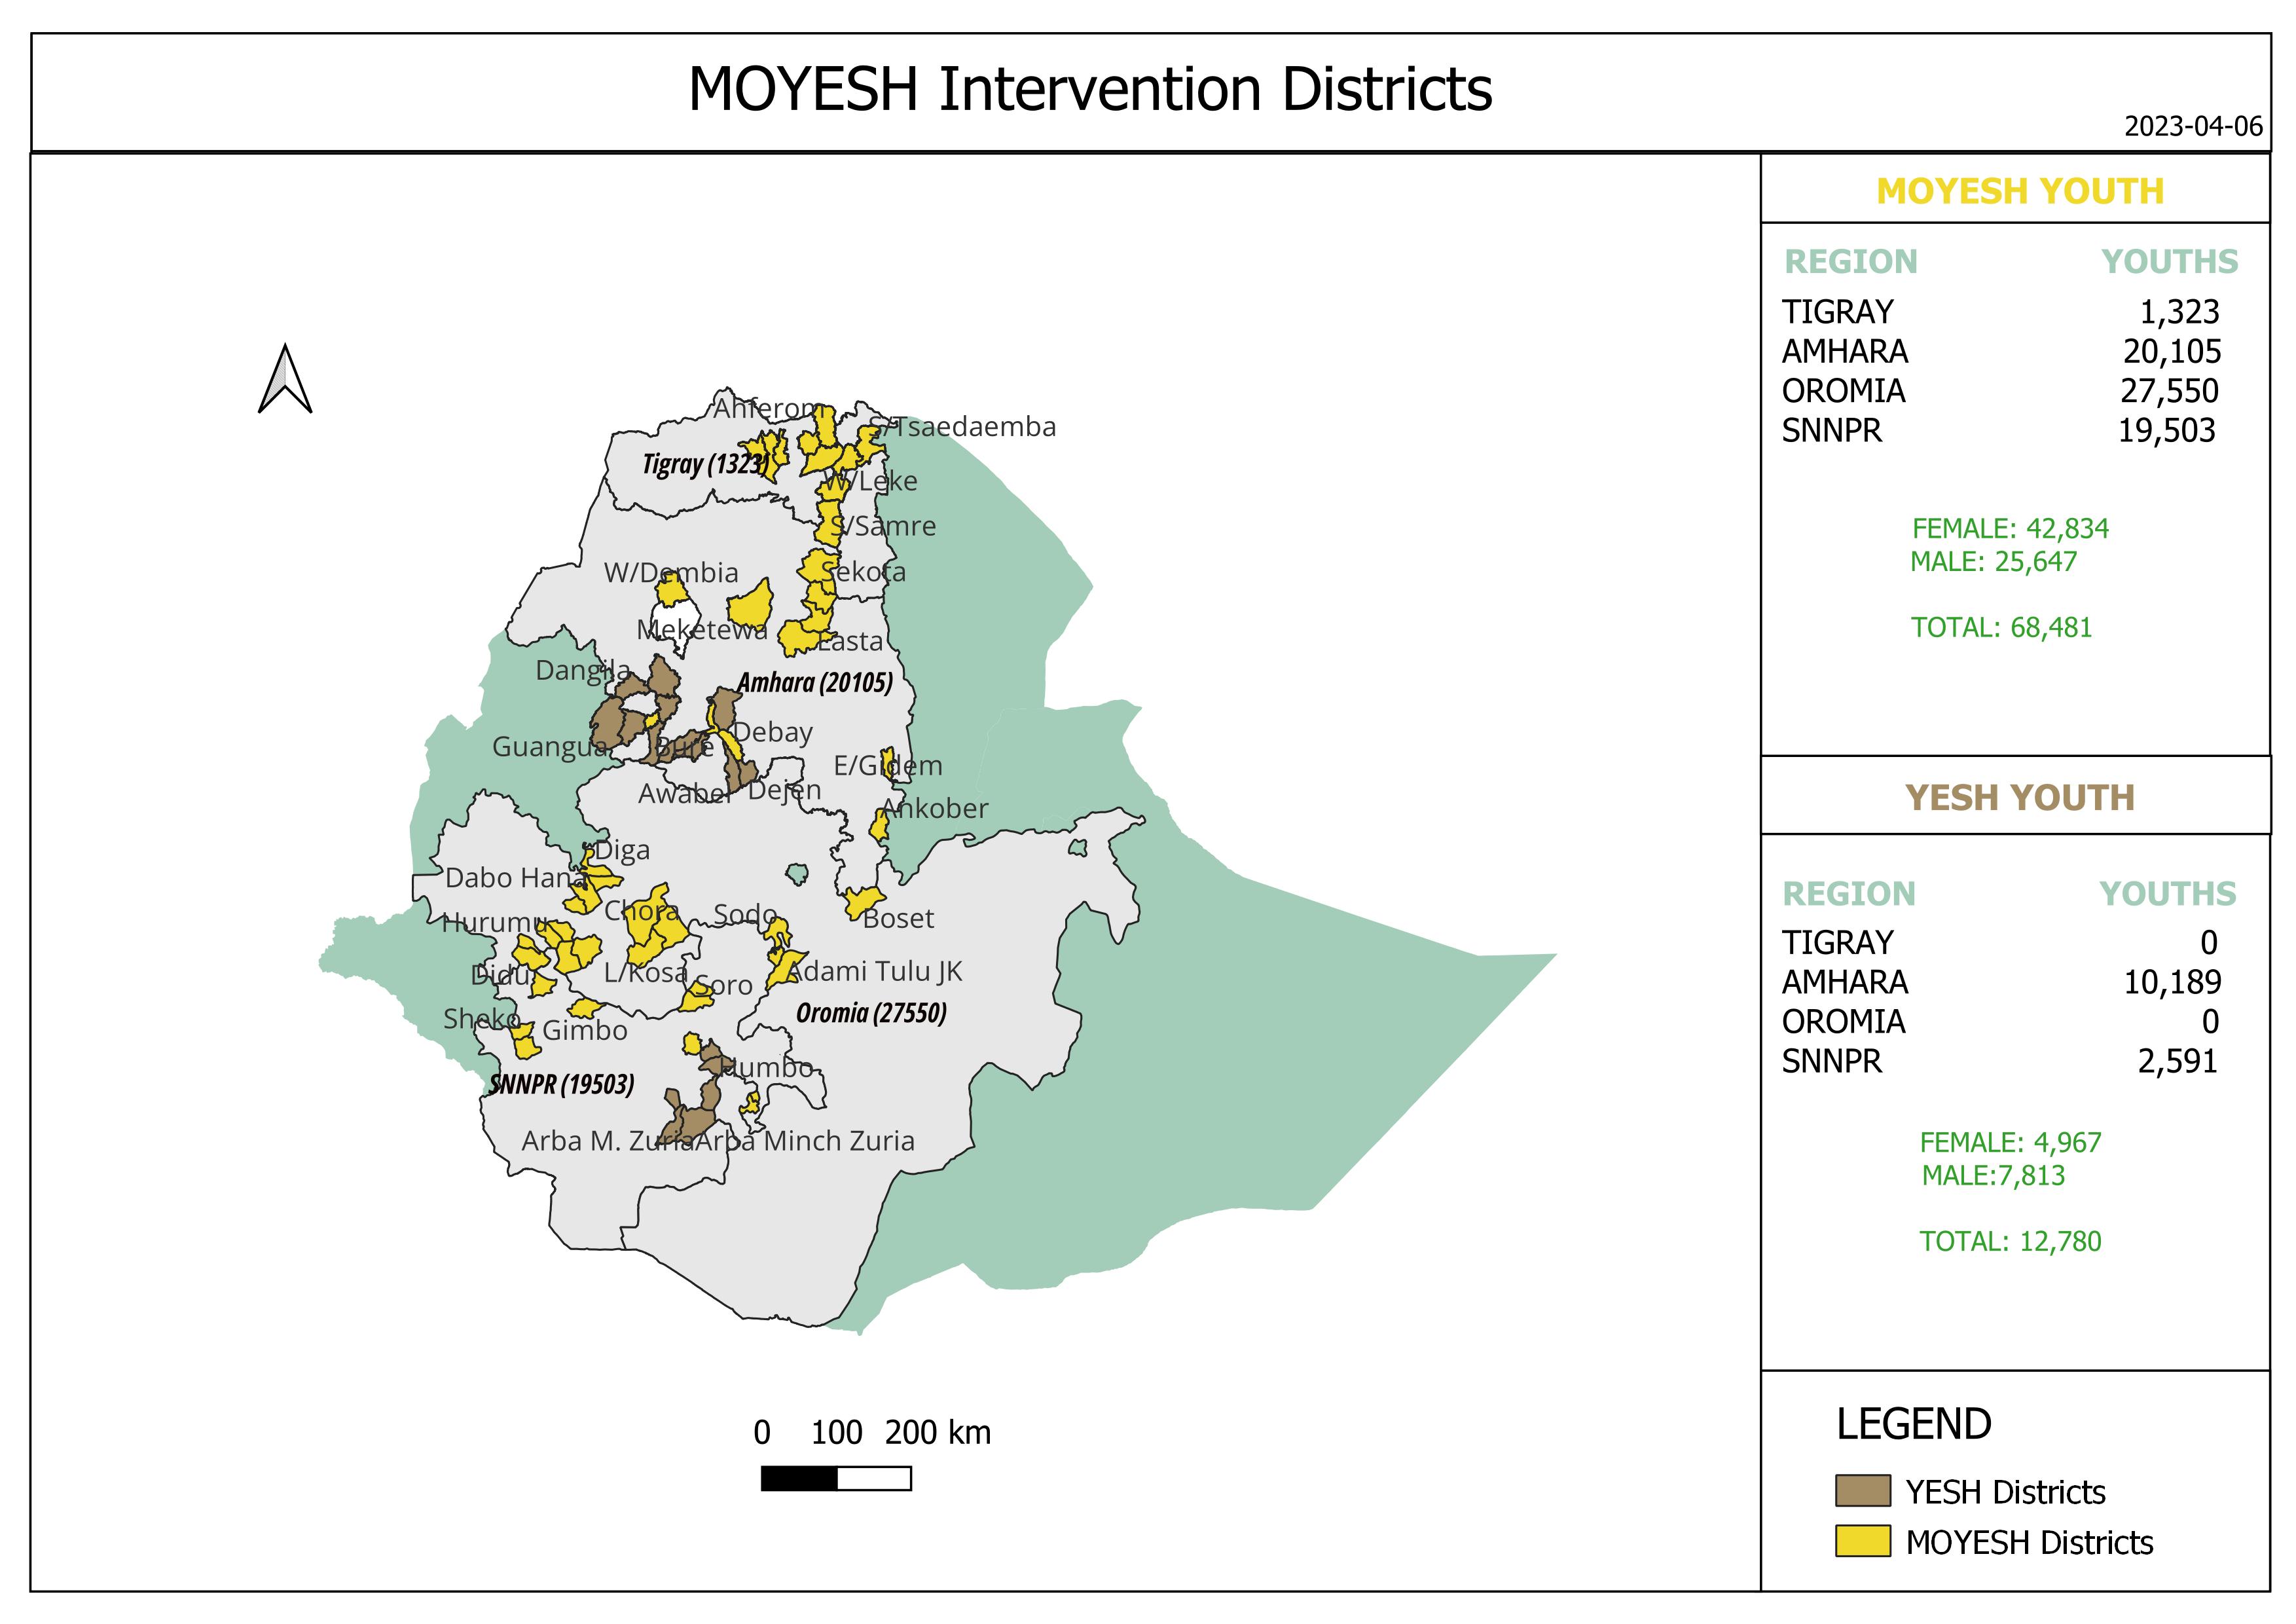 MOYESH Intervention Districts
2023-04-06
Ahferom
S/Tsaedaemba
Tigray (1323)
W/Leke
S/Samre
W/Dembia
Sekota
Meketewa
Lasta
Dangila
Amhara (20105)
Debay
Guangua
Bure
E/Gidem
Awabel
Dejen
Ankober
Diga
Dabo Hana
Chora
Sodo
Boset
Hurumu
Didu
L/Kosa
Adami Tulu JK
Soro
Oromia (27550)
Sheko
Gimbo
Humbo
SNNPR (19503)
Arba M. Zuria
Arba Minch Zuria
0 100 200 km
MOYESH YOUTH
REGION YOUTHS
TIGRAY 1,323
AMHARA 20,105
OROMIA 27,550
SNNPR 19,503
FEMALE: 42,834
MALE: 25,647
TOTAL: 68,481
YESH YOUTH
REGION YOUTHS
TIGRAY 0
AMHARA 10,189
OROMIA 0
SNNPR 2,591
FEMALE: 4,967
MALE:7,813
TOTAL: 12,780
LEGEND
YESH Districts
MOYESH Districts